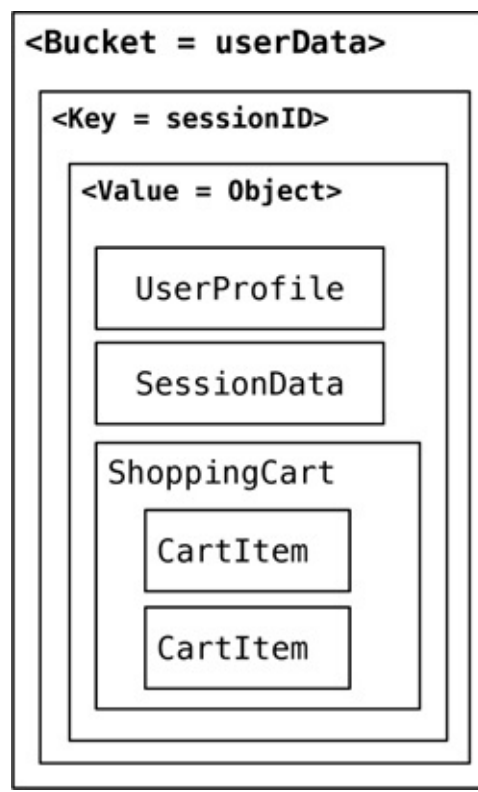 <Bucket = userData>
<Key = sessionID>
<Value = Object>
UserProfile
SessionData
ShoppingCart
CartItem
CartItem